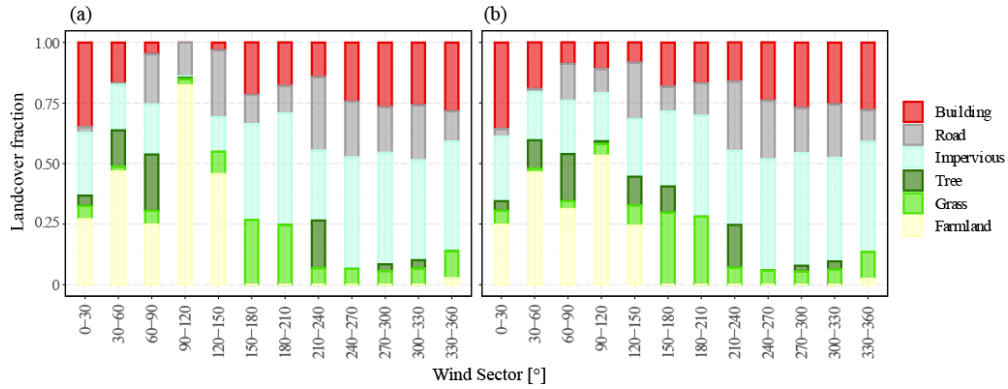 (a)
(b)
Landcover fraction
1.00
0.75
0.50
0.25
0
0−30
30−60
60−90
90−120
120−150
150−180
180−210
210−240
240−270
270−300
300−330
330−360
0−30
30−60
60−90
90−120
120−150
150−180
180−210
210−240
240−270
270−300
300−330
330−360
Wind Sector [°]
Building
Road
Impervious
Tree
Grass
Farmland